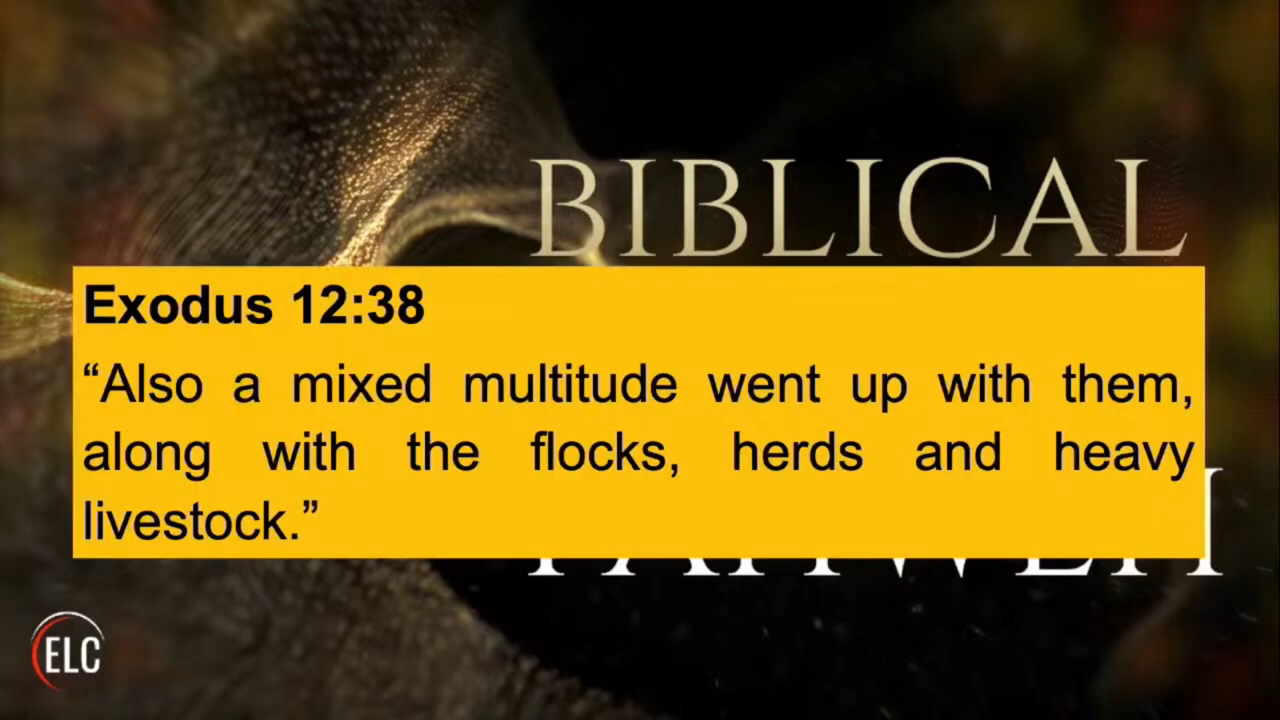 BIBLICAL
Exodus 12:38
“Also a mixed multitude went up with them,
along with the flocks, herds and heavy
livestock.”
ELC